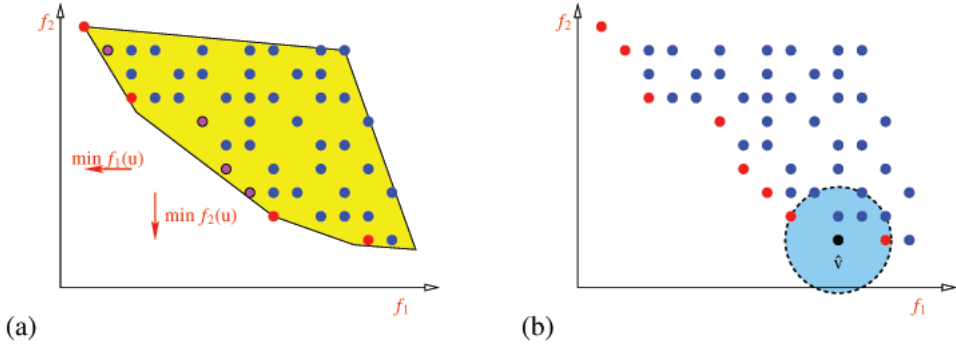 f₂
min f₁(u)
min f₂(u)
f₁
(a)
f₂
v̂
f₁
(b)